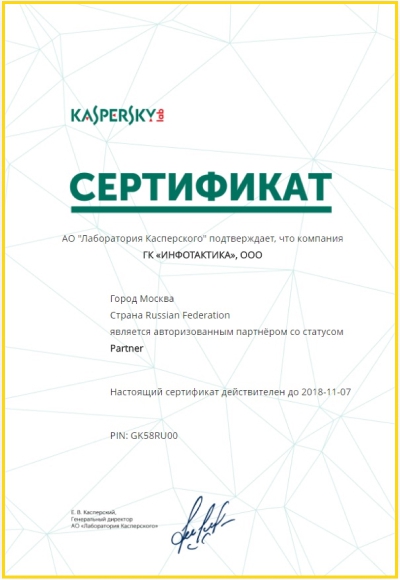 KASPERSKY lab
СЕРТИФИКАТ
АО "Лаборатория Касперского" подтверждает, что компания
ГК «ИНФОТАКТИКА», ООО
Город Москва
Страна Russian Federation
является авторизованным партнёром со статусом
Partner
Настоящий сертификат действителен до 2018-11-07
PIN: GK58RU00
Е. В. Касперский,
Генеральный директор
АО «Лаборатория Касперского»